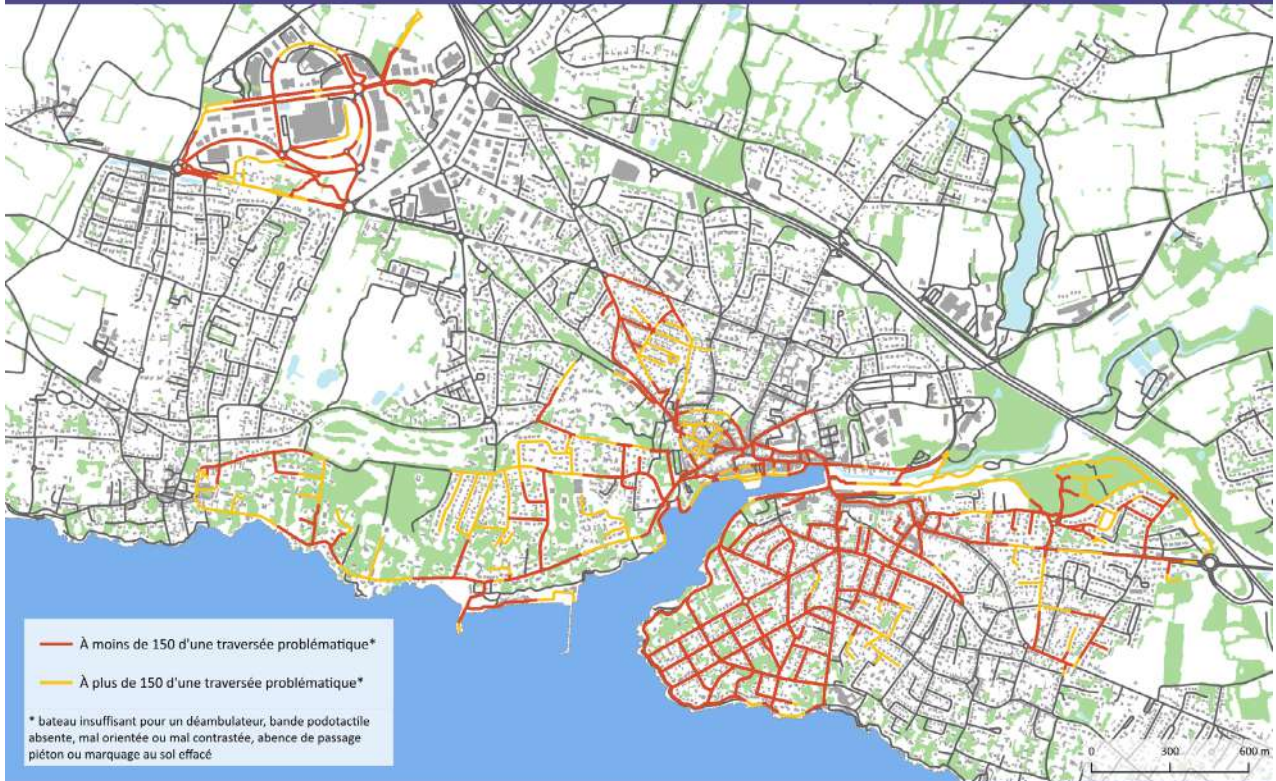 À moins de 150 d'une traversée problématique*
À plus de 150 d'une traversée problématique*
* bateau insuffisant pour un déambulateur, bande podotactile
absente, mal orientée ou mal contrastée, abence de passage
piéton ou marquage au sol effacé
0 300 600 m